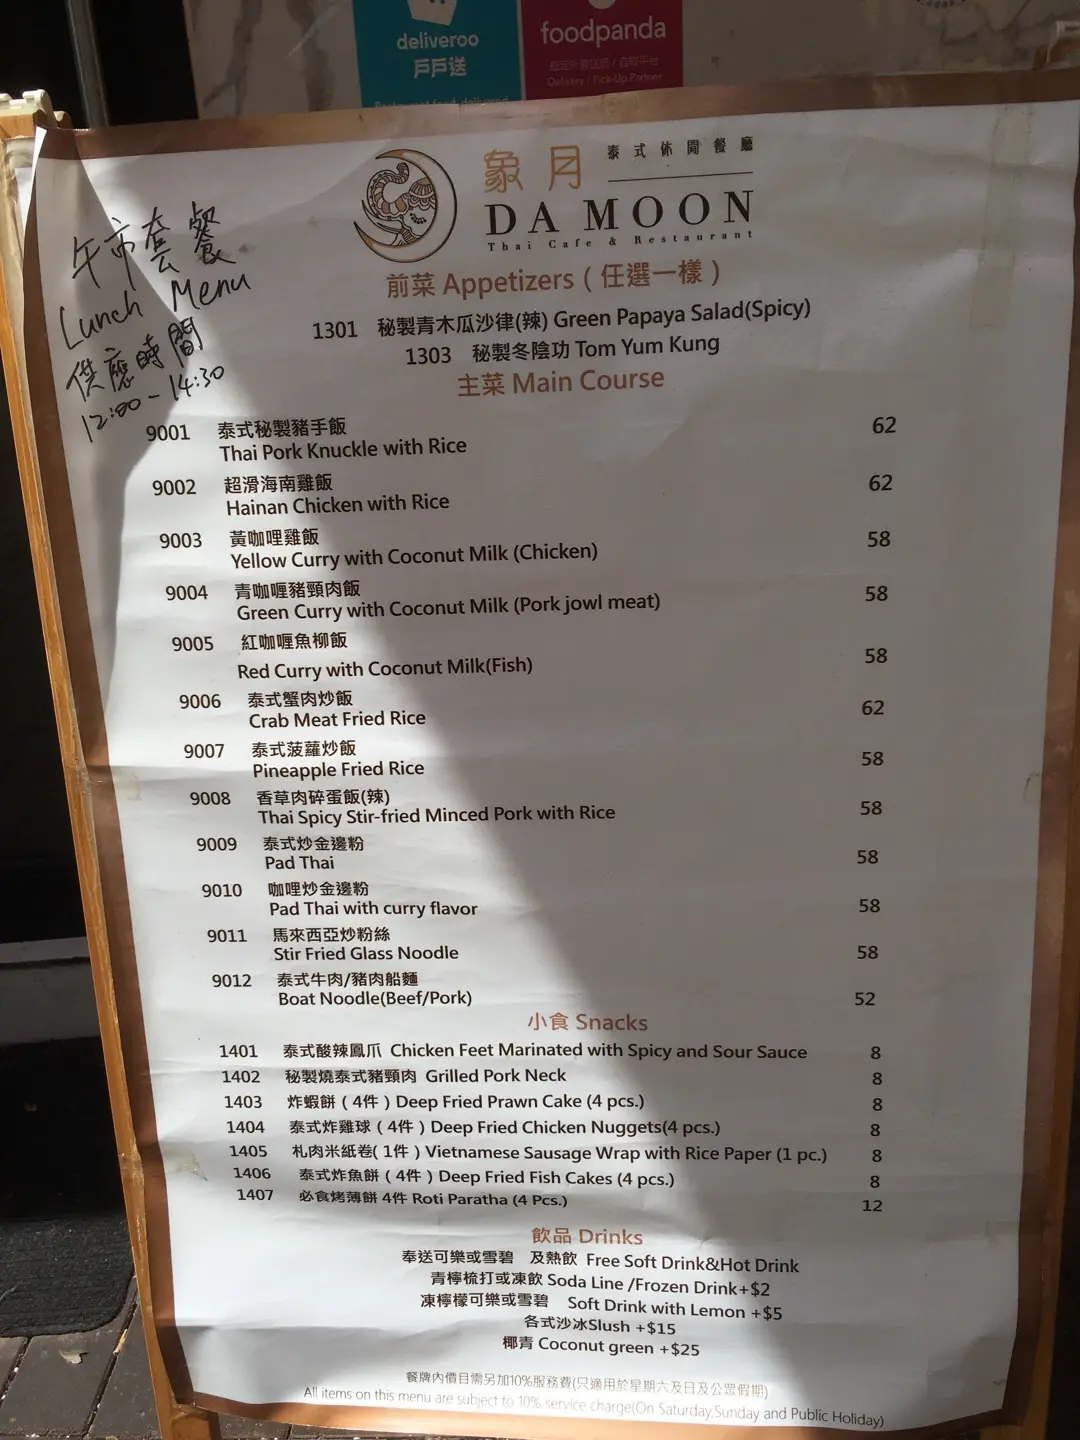 deliveroo
戶戶送
foodpanda
Delivery / Pick-Up Partner
象月 泰式休閒餐廳
DA MOON
Thai Cafe & Restaurant
午市套餐
Lunch Menu
供應時間
12:00 - 14:30
前菜 Appetizers ( 任選一樣 )
1301 秘製青木瓜沙律(辣) Green Papaya Salad(Spicy)
1303 秘製冬陰功 Tom Yum Kung
主菜 Main Course
9001 泰式秘製豬手飯 62
Thai Pork Knuckle with Rice
9002 超滑海南雞飯 62
Hainan Chicken with Rice
9003 黃咖哩雞飯 58
Yellow Curry with Coconut Milk (Chicken)
9004 青咖喱豬頸肉飯 58
Green Curry with Coconut Milk (Pork jowl meat)
9005 紅咖喱魚柳飯
Red Curry with Coconut Milk(Fish) 58
9006 泰式蟹肉炒飯 62
Crab Meat Fried Rice
9007 泰式菠蘿炒飯 58
Pineapple Fried Rice
9008 香草肉碎蛋飯(辣) 58
Thai Spicy Stir-fried Minced Pork with Rice
9009 泰式炒金邊粉 58
Pad Thai
9010 咖哩炒金邊粉 58
Pad Thai with curry flavor
9011 馬來西亞炒粉絲 58
Stir Fried Glass Noodle
9012 泰式牛肉/豬肉船麵 52
Boat Noodle(Beef/Pork)
小食 Snacks
1401 泰式酸辣鳳爪 Chicken Feet Marinated with Spicy and Sour Sauce 8
1402 秘製燒泰式豬頸肉 Grilled Pork Neck 8
1403 炸蝦餅 ( 4件 ) Deep Fried Prawn Cake (4 pcs.) 8
1404 泰式炸雞球 ( 4件 ) Deep Fried Chicken Nuggets(4 pcs.) 8
1405 札肉米紙卷( 1件 ) Vietnamese Sausage Wrap with Rice Paper (1 pc.) 8
1406 泰式炸魚餅 ( 4件 ) Deep Fried Fish Cakes (4 pcs.) 8
1407 必食烤薄餅 4件 Roti Paratha (4 Pcs.) 12
飲品 Drinks
奉送可樂或雪碧 及熱飲 Free Soft Drink&Hot Drink
青檸梳打或凍飲 Soda Line /Frozen Drink+$2
凍檸檬可樂或雪碧 Soft Drink with Lemon +$5
各式沙冰Slush +$15
椰青 Coconut green +$25
餐牌內價目需另加10%服務費(只適用於星期六及日及公眾假期)
All items on this menu are subject to 10% service charge(On Saturday,Sunday and Public Holiday)